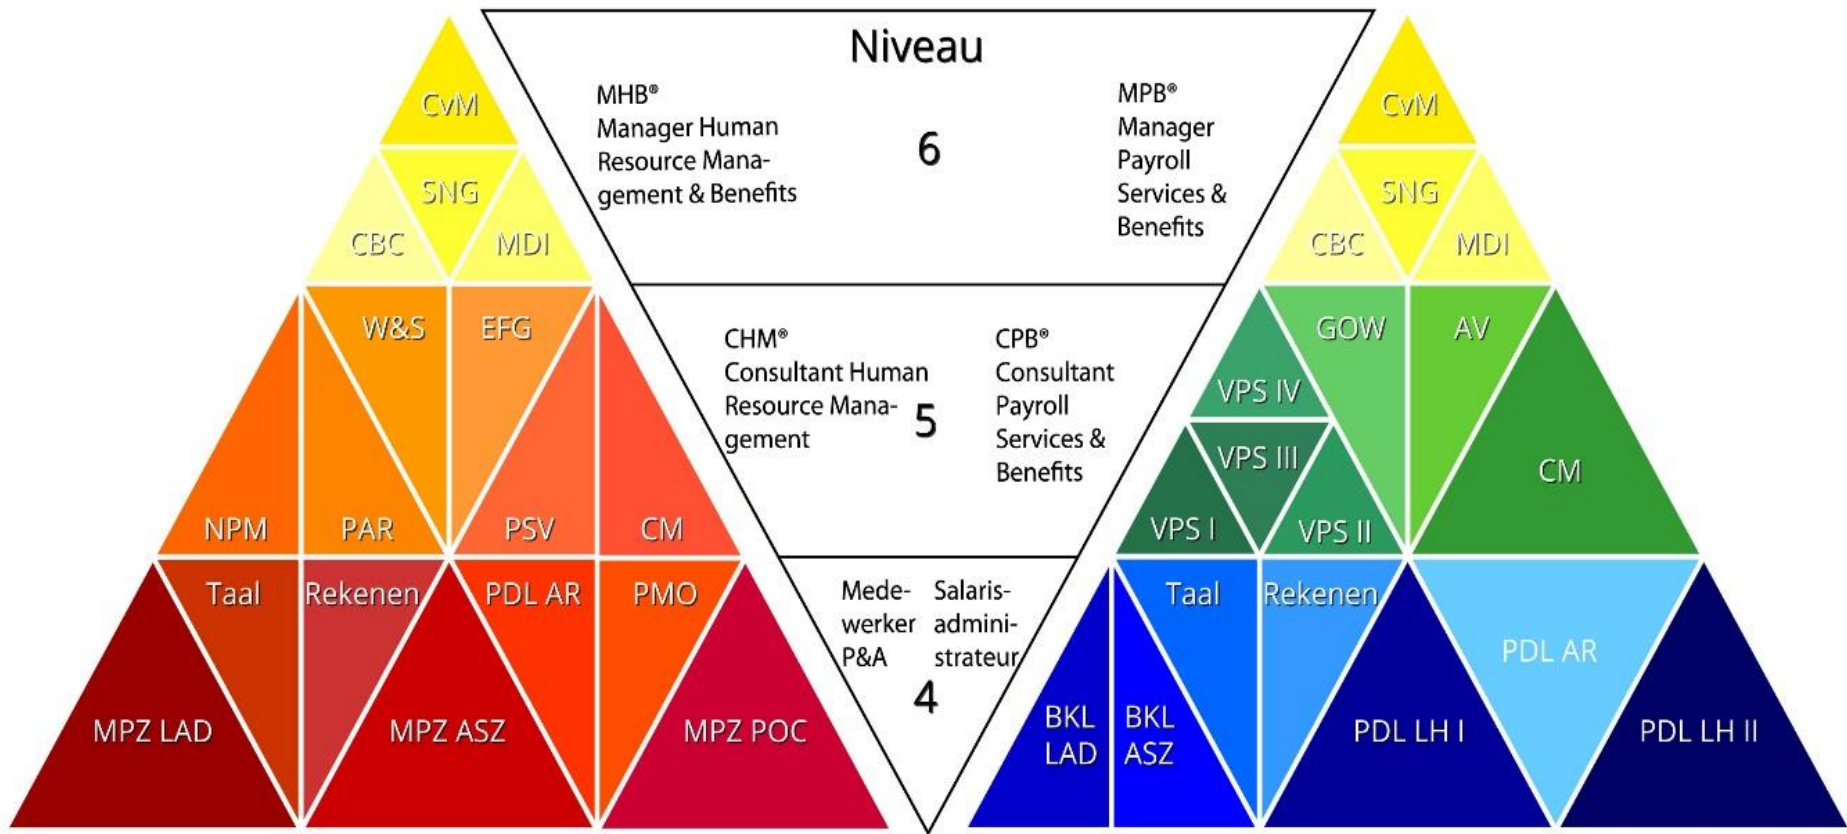 CvM
SNG
CBC
MDI
W&S
EFG
NPM
PAR
PSV
CM
Taal
Rekenen
PDL AR
PMO
MPZ LAD
MPZ ASZ
MPZ POC
Niveau
MHB®
Manager Human
Resource Mana-
gement & Benefits
6
MPB®
Manager
Payroll
Services &
Benefits
CHM®
Consultant Human
Resource Mana-
gement
5
CPB®
Consultant
Payroll
Services &
Benefits
Mede-
werker
P&A
Salaris-
admini-
strateur
4
CvM
SNG
CBC
MDI
GOW
AV
VPS IV
VPS III
CM
VPS I
VPS II
Taal
Rekenen
PDL AR
BKL
LAD
BKL
ASZ
PDL LH I
PDL LH II